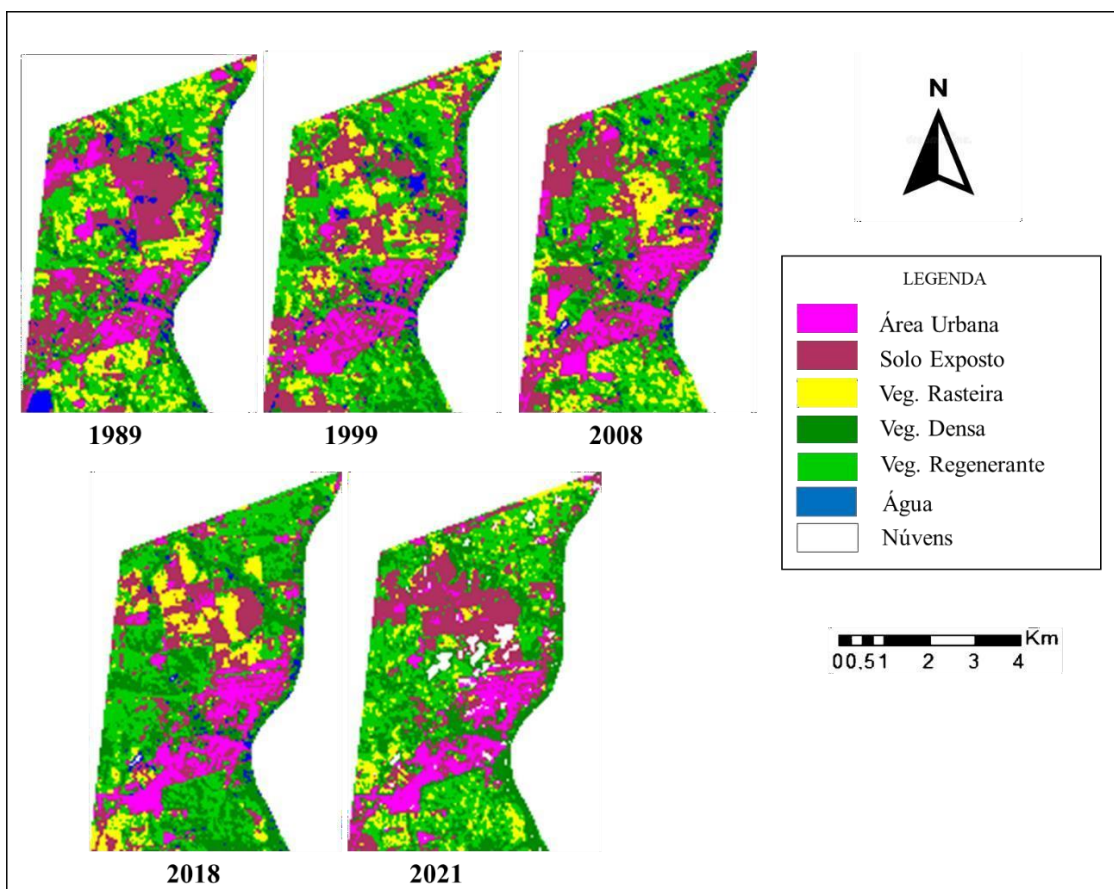 1989
1999
2008
N
LEGENDA
Área Urbana
Solo Exposto
Veg. Rasteira
Veg. Densa
Veg. Regenerante
Água
Núvens
Km
0 0,5 1 2 3 4
2018
2021